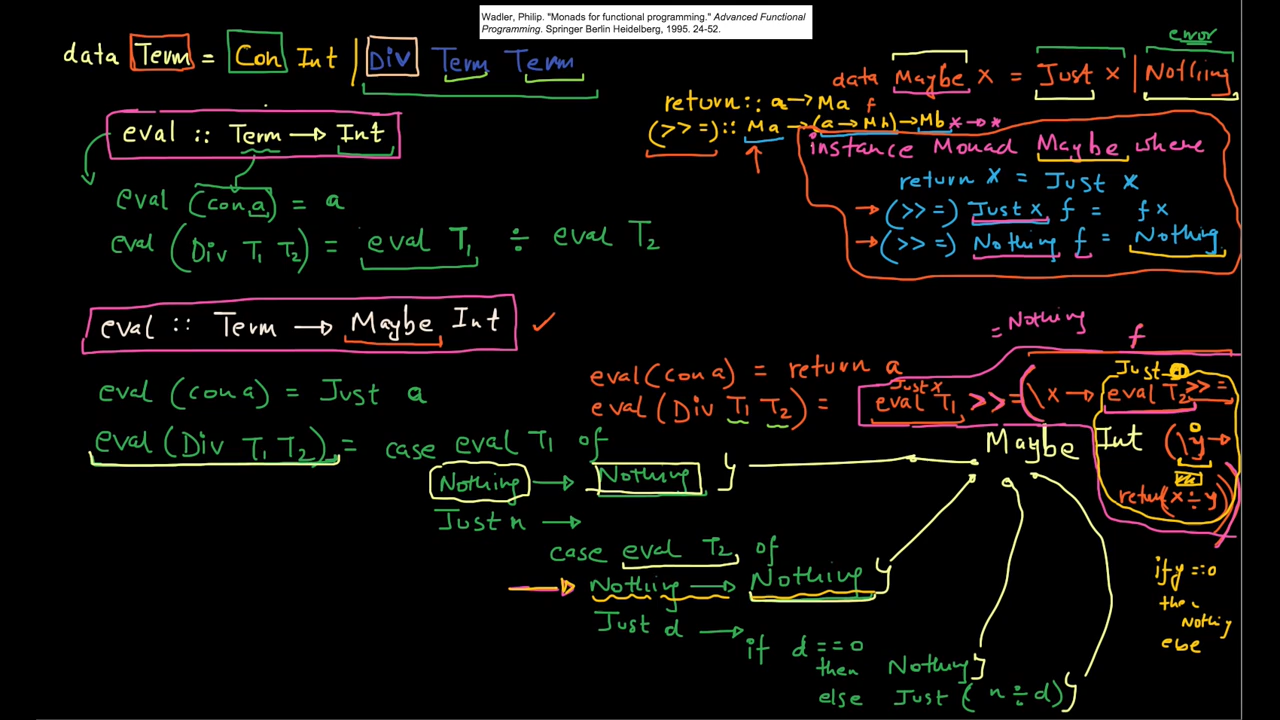 Wadler, Philip. "Monads for functional programming." Advanced Functional
Programming. Springer Berlin Heidelberg, 1995. 24-52.
data Term = Con Int | Div Term Term
eval :: Term → Int
eval (con a) = a
eval (Div T1 T2) = eval T1 ÷ eval T2
eval :: Term → Maybe Int ✓
eval (con a) = Just a
eval (Div T1 T2) = case eval T1 of
Nothing → Nothing
Just n →
case eval T2 of
Nothing → Nothing
Just d →
if d == 0
then Nothing
else Just (n ÷ d)
error
data Maybe x = Just x | Nothing
return :: a → Ma
f
(>>=) :: Ma → (a → Mb) → Mb
* → *
instance Monad Maybe where
return x = Just x
→ (>>=) Just x f = f x
→ (>>=) Nothing f = Nothing
= Nothing
f
eval (con a) = return a
Just x
Just
eval (Div T1 T2) = eval T1 >>= (\x → eval T2 >>=
0
(\y →
return (x ÷ y))
Maybe Int
if y == 0
then
Nothing
else